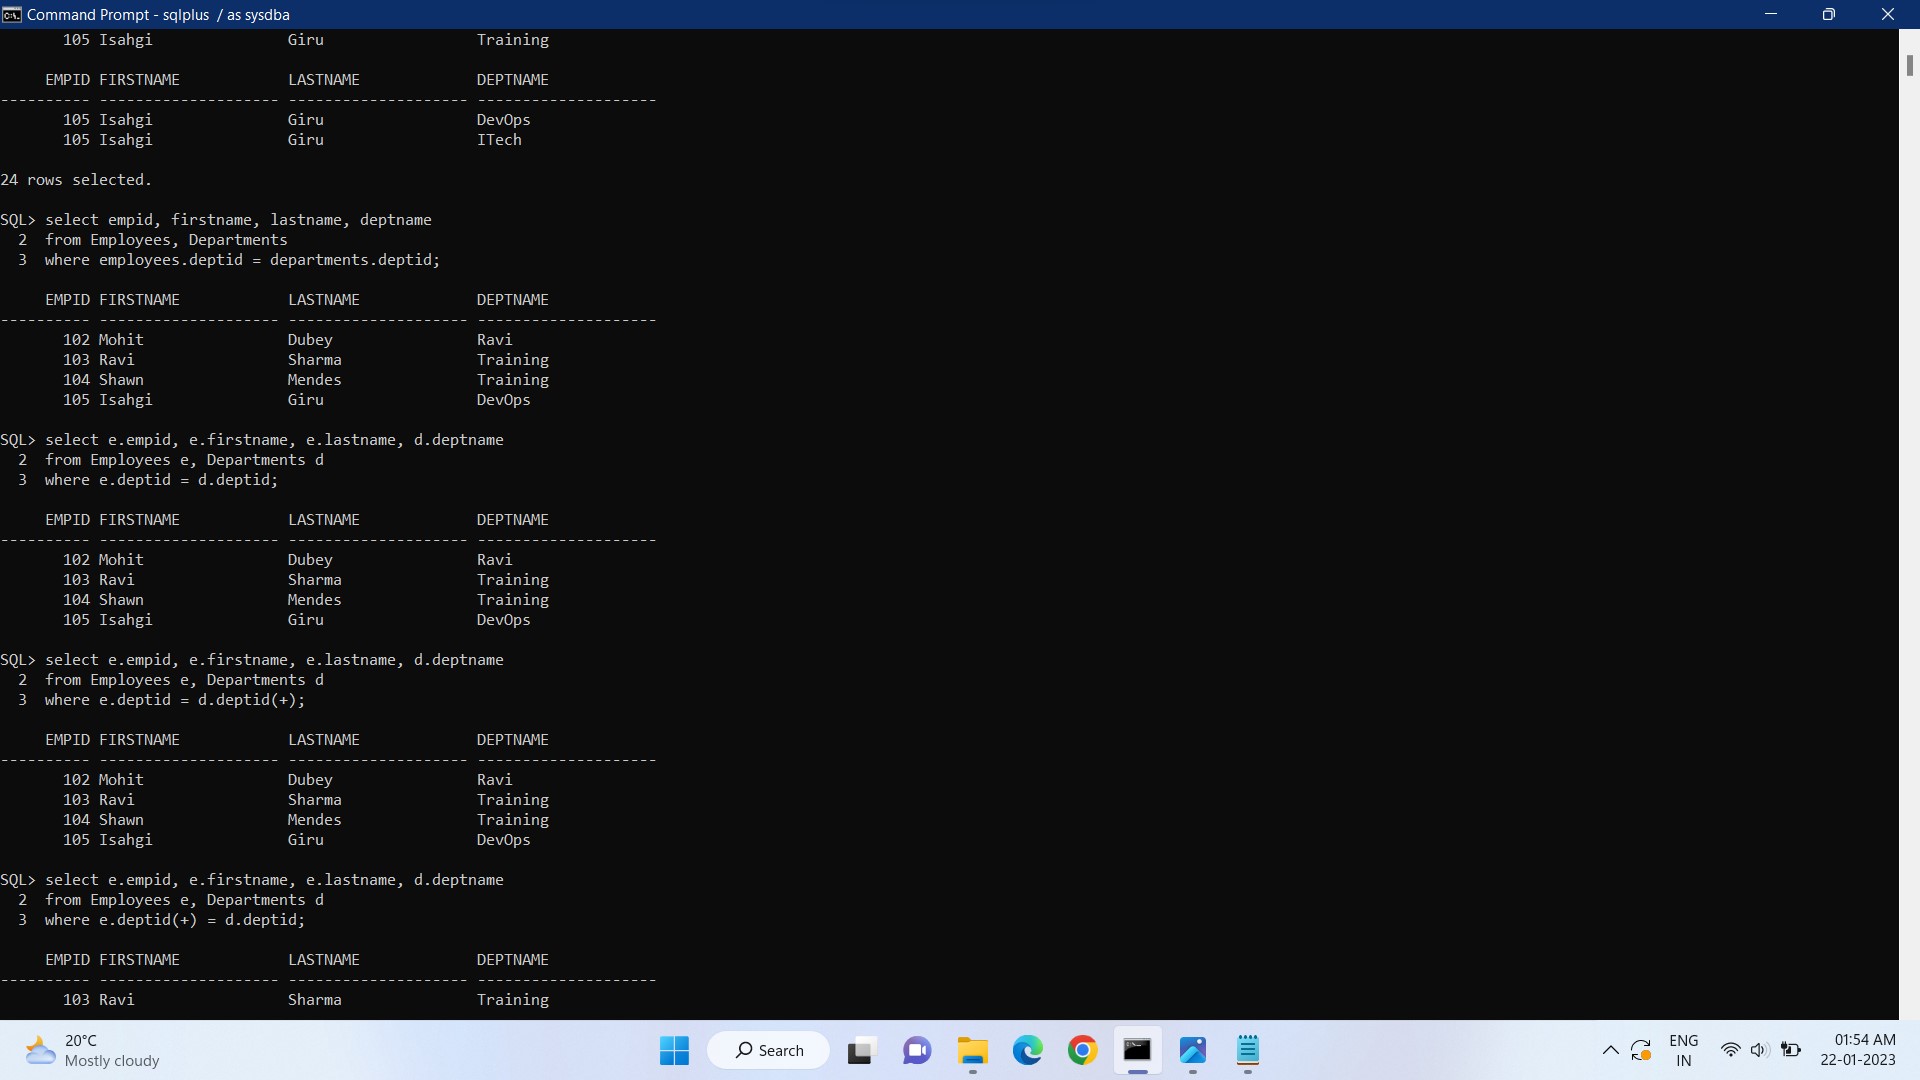 Command Prompt - sqlplus  / as sysdba
       105 Isahgi               Giru                 Training

     EMPID FIRSTNAME            LASTNAME             DEPTNAME
---------- -------------------- -------------------- --------------------
       105 Isahgi               Giru                 DevOps
       105 Isahgi               Giru                 ITech

24 rows selected.

SQL> select empid, firstname, lastname, deptname
  2  from Employees, Departments
  3  where employees.deptid = departments.deptid;

     EMPID FIRSTNAME            LASTNAME             DEPTNAME
---------- -------------------- -------------------- --------------------
       102 Mohit                Dubey                Ravi
       103 Ravi                 Sharma               Training
       104 Shawn                Mendes               Training
       105 Isahgi               Giru                 DevOps

SQL> select e.empid, e.firstname, e.lastname, d.deptname
  2  from Employees e, Departments d
  3  where e.deptid = d.deptid;

     EMPID FIRSTNAME            LASTNAME             DEPTNAME
---------- -------------------- -------------------- --------------------
       102 Mohit                Dubey                Ravi
       103 Ravi                 Sharma               Training
       104 Shawn                Mendes               Training
       105 Isahgi               Giru                 DevOps

SQL> select e.empid, e.firstname, e.lastname, d.deptname
  2  from Employees e, Departments d
  3  where e.deptid = d.deptid(+);

     EMPID FIRSTNAME            LASTNAME             DEPTNAME
---------- -------------------- -------------------- --------------------
       102 Mohit                Dubey                Ravi
       103 Ravi                 Sharma               Training
       104 Shawn                Mendes               Training
       105 Isahgi               Giru                 DevOps

SQL> select e.empid, e.firstname, e.lastname, d.deptname
  2  from Employees e, Departments d
  3  where e.deptid(+) = d.deptid;

     EMPID FIRSTNAME            LASTNAME             DEPTNAME
---------- -------------------- -------------------- --------------------
       103 Ravi                 Sharma               Training
20°C
Mostly cloudy
Search
ENG
IN
01:54 AM
22-01-2023